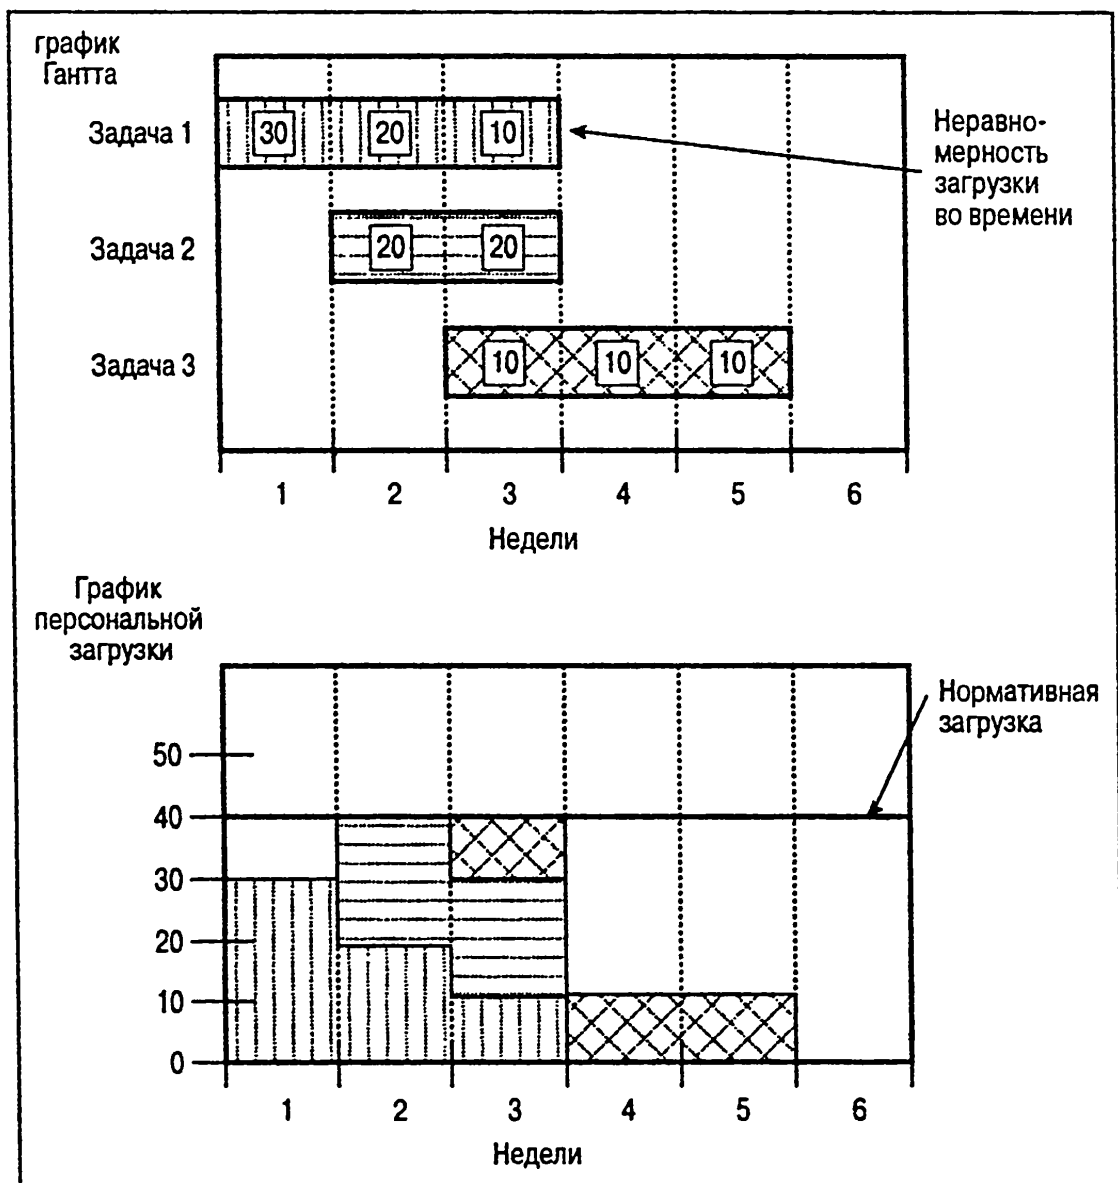 график
Гантта
Задача 1
30 20 10
Неравно-
мерность
загрузки
во времени
Задача 2
20 20
Задача 3
10 10 10
1 2 3 4 5 6
Недели
График
персональной
загрузки
Нормативная
загрузка
50
40
30
20
10
0
1 2 3 4 5 6
Недели